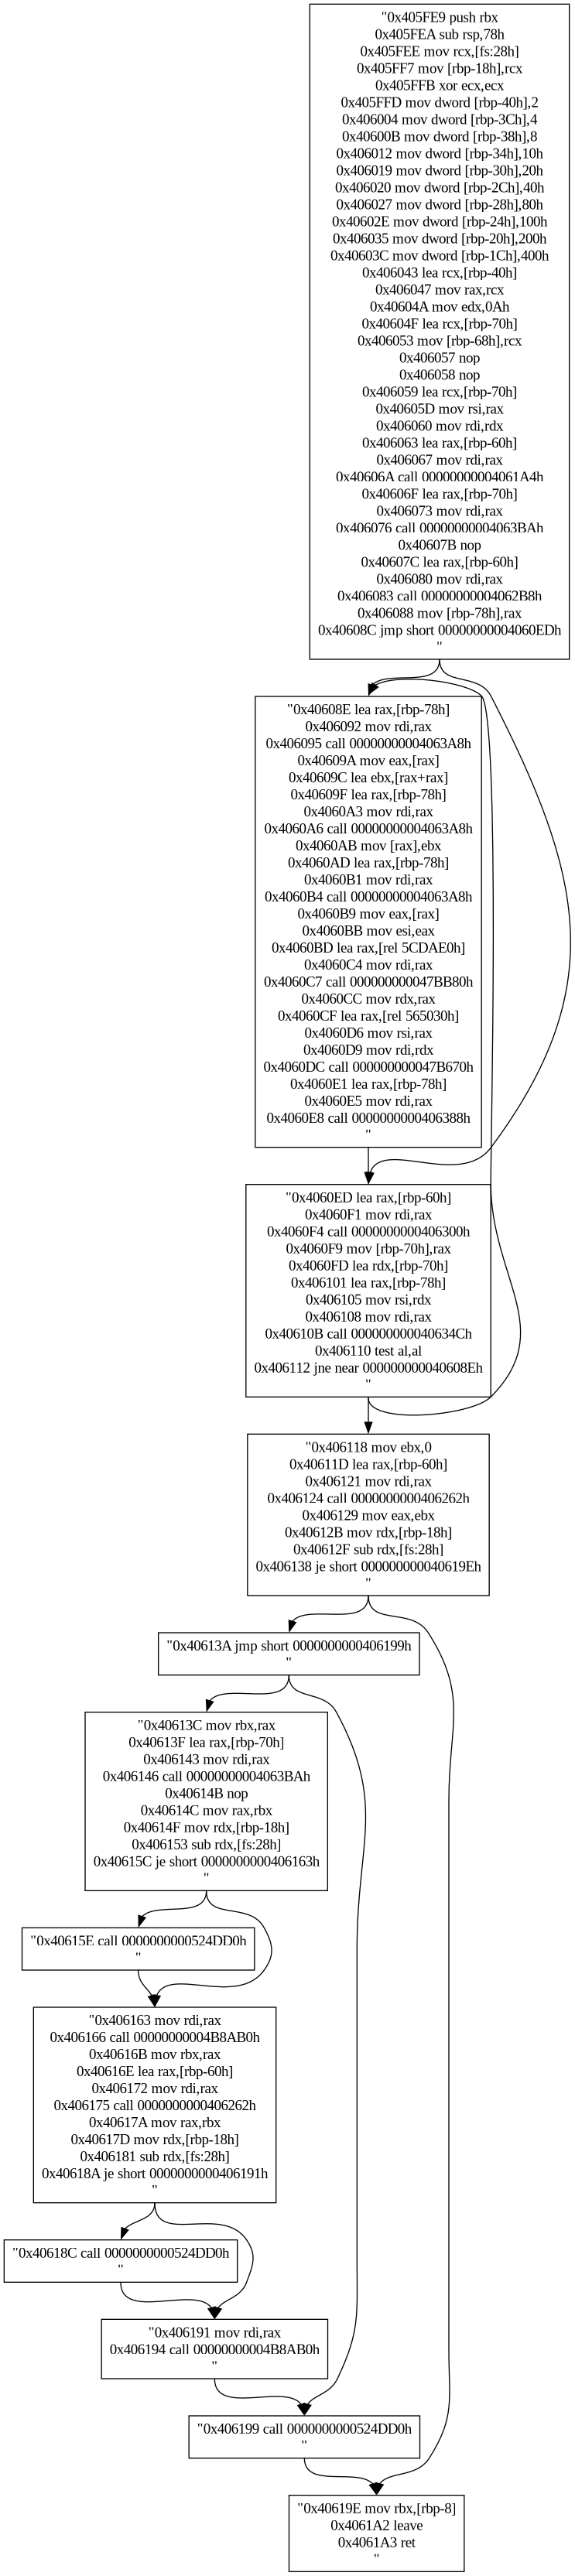 "0x405FE9 push rbx
0x405FEA sub rsp,78h
0x405FEE mov rcx,[fs:28h]
0x405FF7 mov [rbp-18h],rcx
0x405FFB xor ecx,ecx
0x405FFD mov dword [rbp-40h],2
0x406004 mov dword [rbp-3Ch],4
0x40600B mov dword [rbp-38h],8
0x406012 mov dword [rbp-34h],10h
0x406019 mov dword [rbp-30h],20h
0x406020 mov dword [rbp-2Ch],40h
0x406027 mov dword [rbp-28h],80h
0x40602E mov dword [rbp-24h],100h
0x406035 mov dword [rbp-20h],200h
0x40603C mov dword [rbp-1Ch],400h
0x406043 lea rcx,[rbp-40h]
0x406047 mov rax,rcx
0x40604A mov edx,0Ah
0x40604F lea rcx,[rbp-70h]
0x406053 mov [rbp-68h],rcx
0x406057 nop
0x406058 nop
0x406059 lea rcx,[rbp-70h]
0x40605D mov rsi,rax
0x406060 mov rdi,rdx
0x406063 lea rax,[rbp-60h]
0x406067 mov rdi,rax
0x40606A call 00000000004061A4h
0x40606F lea rax,[rbp-70h]
0x406073 mov rdi,rax
0x406076 call 00000000004063BAh
0x40607B nop
0x40607C lea rax,[rbp-60h]
0x406080 mov rdi,rax
0x406083 call 00000000004062B8h
0x406088 mov [rbp-78h],rax
0x40608C jmp short 00000000004060EDh
"
"0x40608E lea rax,[rbp-78h]
0x406092 mov rdi,rax
0x406095 call 00000000004063A8h
0x40609A mov eax,[rax]
0x40609C lea ebx,[rax+rax]
0x40609F lea rax,[rbp-78h]
0x4060A3 mov rdi,rax
0x4060A6 call 00000000004063A8h
0x4060AB mov [rax],ebx
0x4060AD lea rax,[rbp-78h]
0x4060B1 mov rdi,rax
0x4060B4 call 00000000004063A8h
0x4060B9 mov eax,[rax]
0x4060BB mov esi,eax
0x4060BD lea rax,[rel 5CDAE0h]
0x4060C4 mov rdi,rax
0x4060C7 call 000000000047BB80h
0x4060CC mov rdx,rax
0x4060CF lea rax,[rel 565030h]
0x4060D6 mov rsi,rax
0x4060D9 mov rdi,rdx
0x4060DC call 000000000047B670h
0x4060E1 lea rax,[rbp-78h]
0x4060E5 mov rdi,rax
0x4060E8 call 0000000000406388h
"
"0x4060ED lea rax,[rbp-60h]
0x4060F1 mov rdi,rax
0x4060F4 call 0000000000406300h
0x4060F9 mov [rbp-70h],rax
0x4060FD lea rdx,[rbp-70h]
0x406101 lea rax,[rbp-78h]
0x406105 mov rsi,rdx
0x406108 mov rdi,rax
0x40610B call 000000000040634Ch
0x406110 test al,al
0x406112 jne near 000000000040608Eh
"
"0x406118 mov ebx,0
0x40611D lea rax,[rbp-60h]
0x406121 mov rdi,rax
0x406124 call 0000000000406262h
0x406129 mov eax,ebx
0x40612B mov rdx,[rbp-18h]
0x40612F sub rdx,[fs:28h]
0x406138 je short 000000000040619Eh
"
"0x40613A jmp short 0000000000406199h
"
"0x40613C mov rbx,rax
0x40613F lea rax,[rbp-70h]
0x406143 mov rdi,rax
0x406146 call 00000000004063BAh
0x40614B nop
0x40614C mov rax,rbx
0x40614F mov rdx,[rbp-18h]
0x406153 sub rdx,[fs:28h]
0x40615C je short 0000000000406163h
"
"0x40615E call 0000000000524DD0h
"
"0x406163 mov rdi,rax
0x406166 call 00000000004B8AB0h
0x40616B mov rbx,rax
0x40616E lea rax,[rbp-60h]
0x406172 mov rdi,rax
0x406175 call 0000000000406262h
0x40617A mov rax,rbx
0x40617D mov rdx,[rbp-18h]
0x406181 sub rdx,[fs:28h]
0x40618A je short 0000000000406191h
"
"0x40618C call 0000000000524DD0h
"
"0x406191 mov rdi,rax
0x406194 call 00000000004B8AB0h
"
"0x406199 call 0000000000524DD0h
"
"0x40619E mov rbx,[rbp-8]
0x4061A2 leave
0x4061A3 ret
"